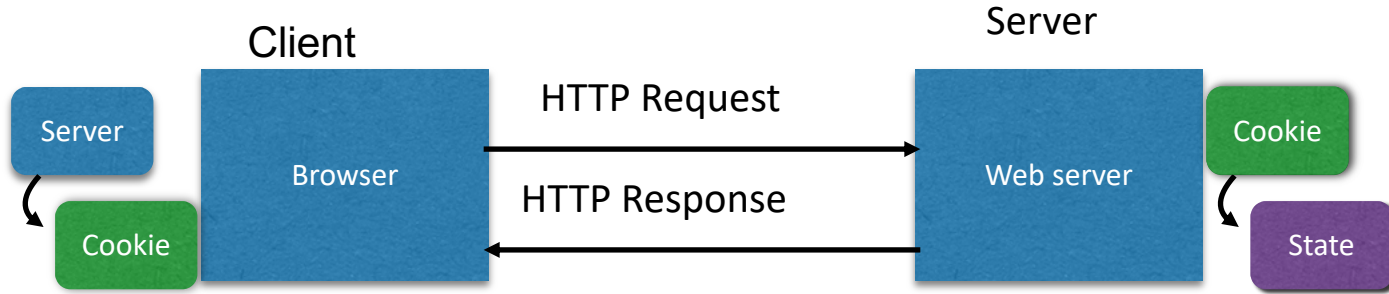 Client
Server
HTTP Request
Server
Cookie
Browser
Web server
HTTP Response
Cookie
State